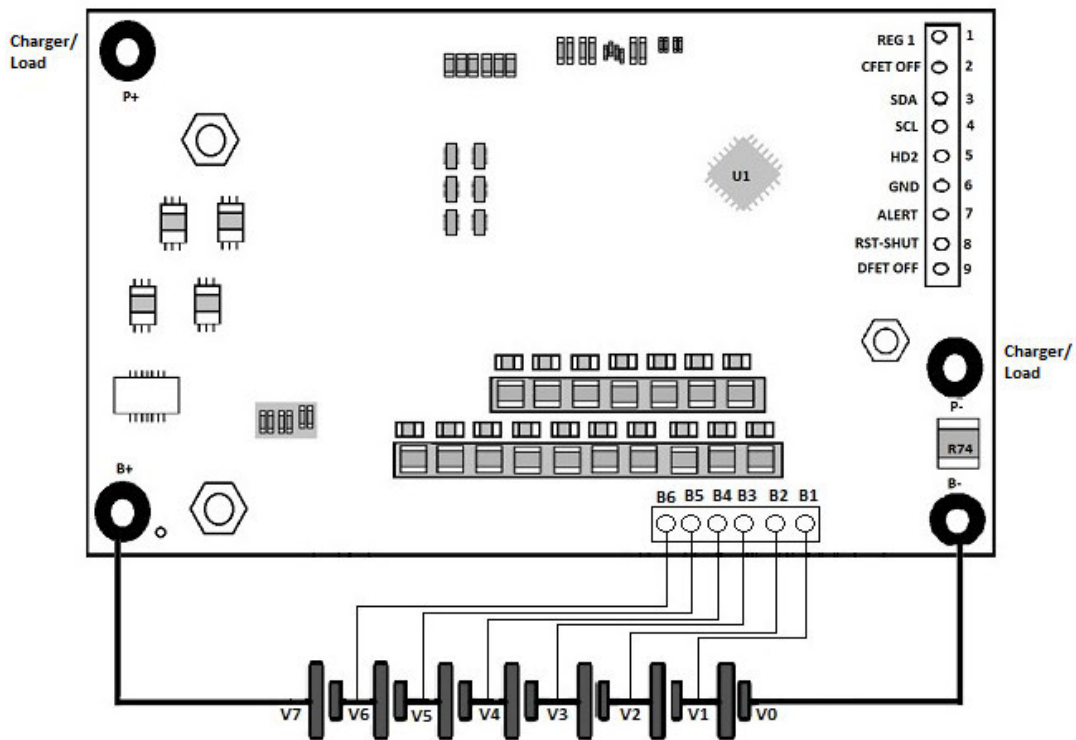 Charger/
Load
P+
REG 1 1
CFET OFF 2
SDA 3
SCL 4
HD2 5
GND 6
ALERT 7
RST-SHUT 8
DFET OFF 9
U1
Charger/
Load
P-
R74
B+
B-
B6 B5 B4 B3 B2 B1
V7 V6 V5 V4 V3 V2 V1 V0